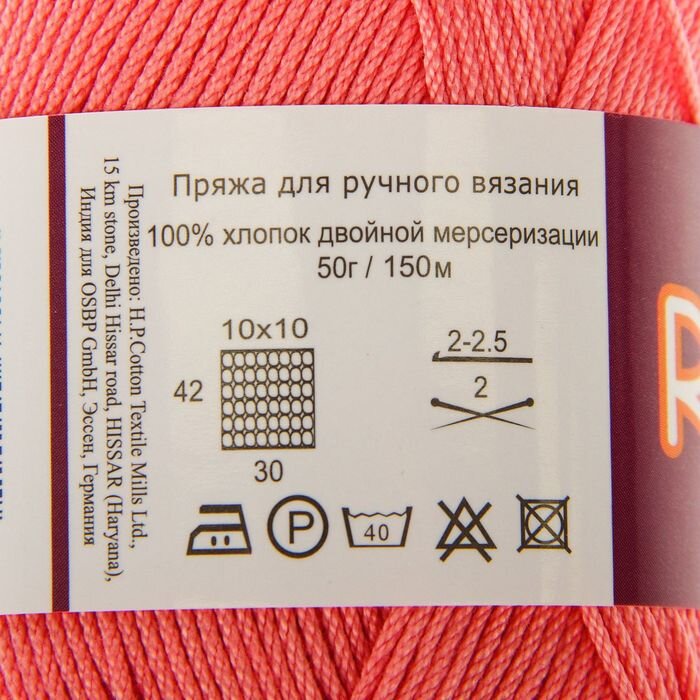 Пряжа для ручного вязания
100% хлопок двойной мерсеризации
50г / 150м
10x10
42
30
2-2.5
2
P
40
Произведено: H.P.Cotton Textile Mills Ltd.,
15 km stone, Delhi Hissar road, HISSAR (Haryana),
Индия для OSBP GmbH, Эссен, Германия
R